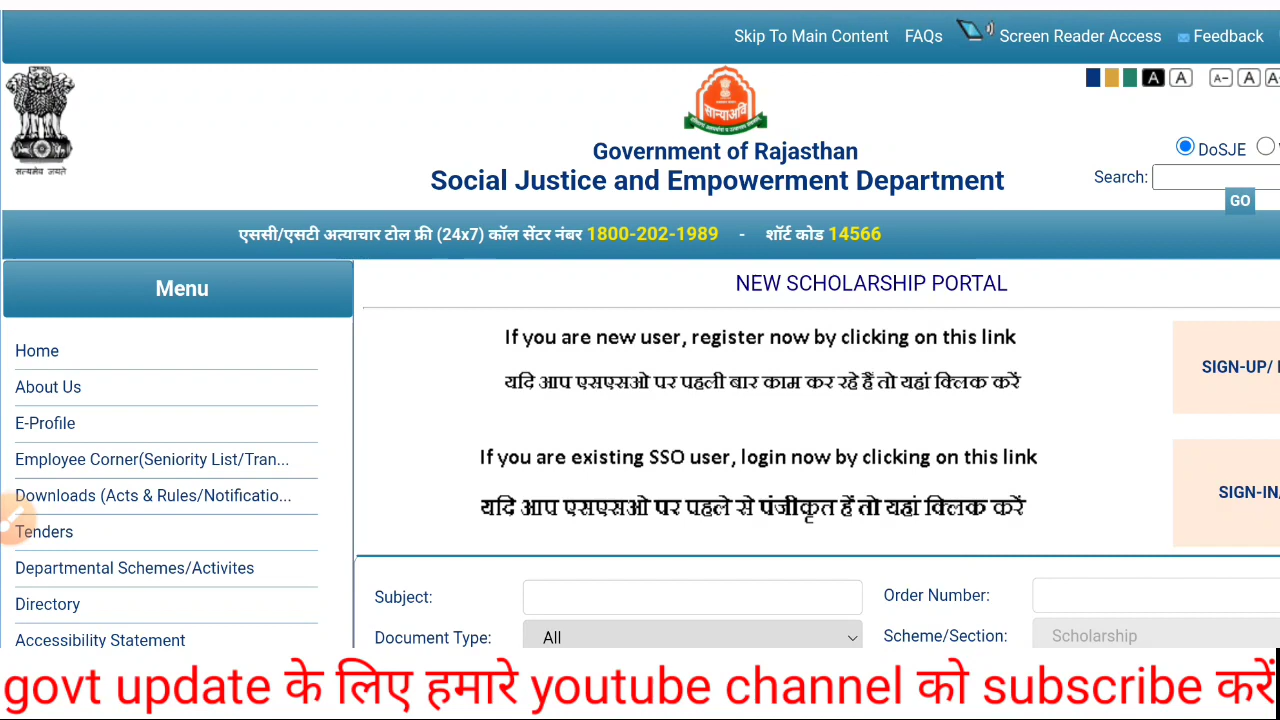 Skip To Main Content FAQs Screen Reader Access Feedback
A A A- A
सत्यमेव जयते
सान्याअवि
Government of Rajasthan
Social Justice and Empowerment Department
DoSJE
Search:
GO
एससी/एसटी अत्याचार टोल फ्री (24x7) कॉल सेंटर नंबर 1800-202-1989 - शॉर्ट कोड 14566
Menu
NEW SCHOLARSHIP PORTAL
Home
About Us
E-Profile
Employee Corner(Seniority List/Tran...
Downloads (Acts & Rules/Notificatio...
Tenders
Departmental Schemes/Activites
Directory
Accessibility Statement
If you are new user, register now by clicking on this link
यदि आप एसएसओ पर पहली बार काम कर रहे हैं तो यहां क्लिक करें
SIGN-UP/
If you are existing SSO user, login now by clicking on this link
यदि आप एसएसओ पर पहले से पंजीकृत हैं तो यहां क्लिक करें
SIGN-IN/
Subject:
Order Number:
Document Type: All
Scheme/Section: Scholarship
govt update के लिए हमारे youtube channel को subscribe करें